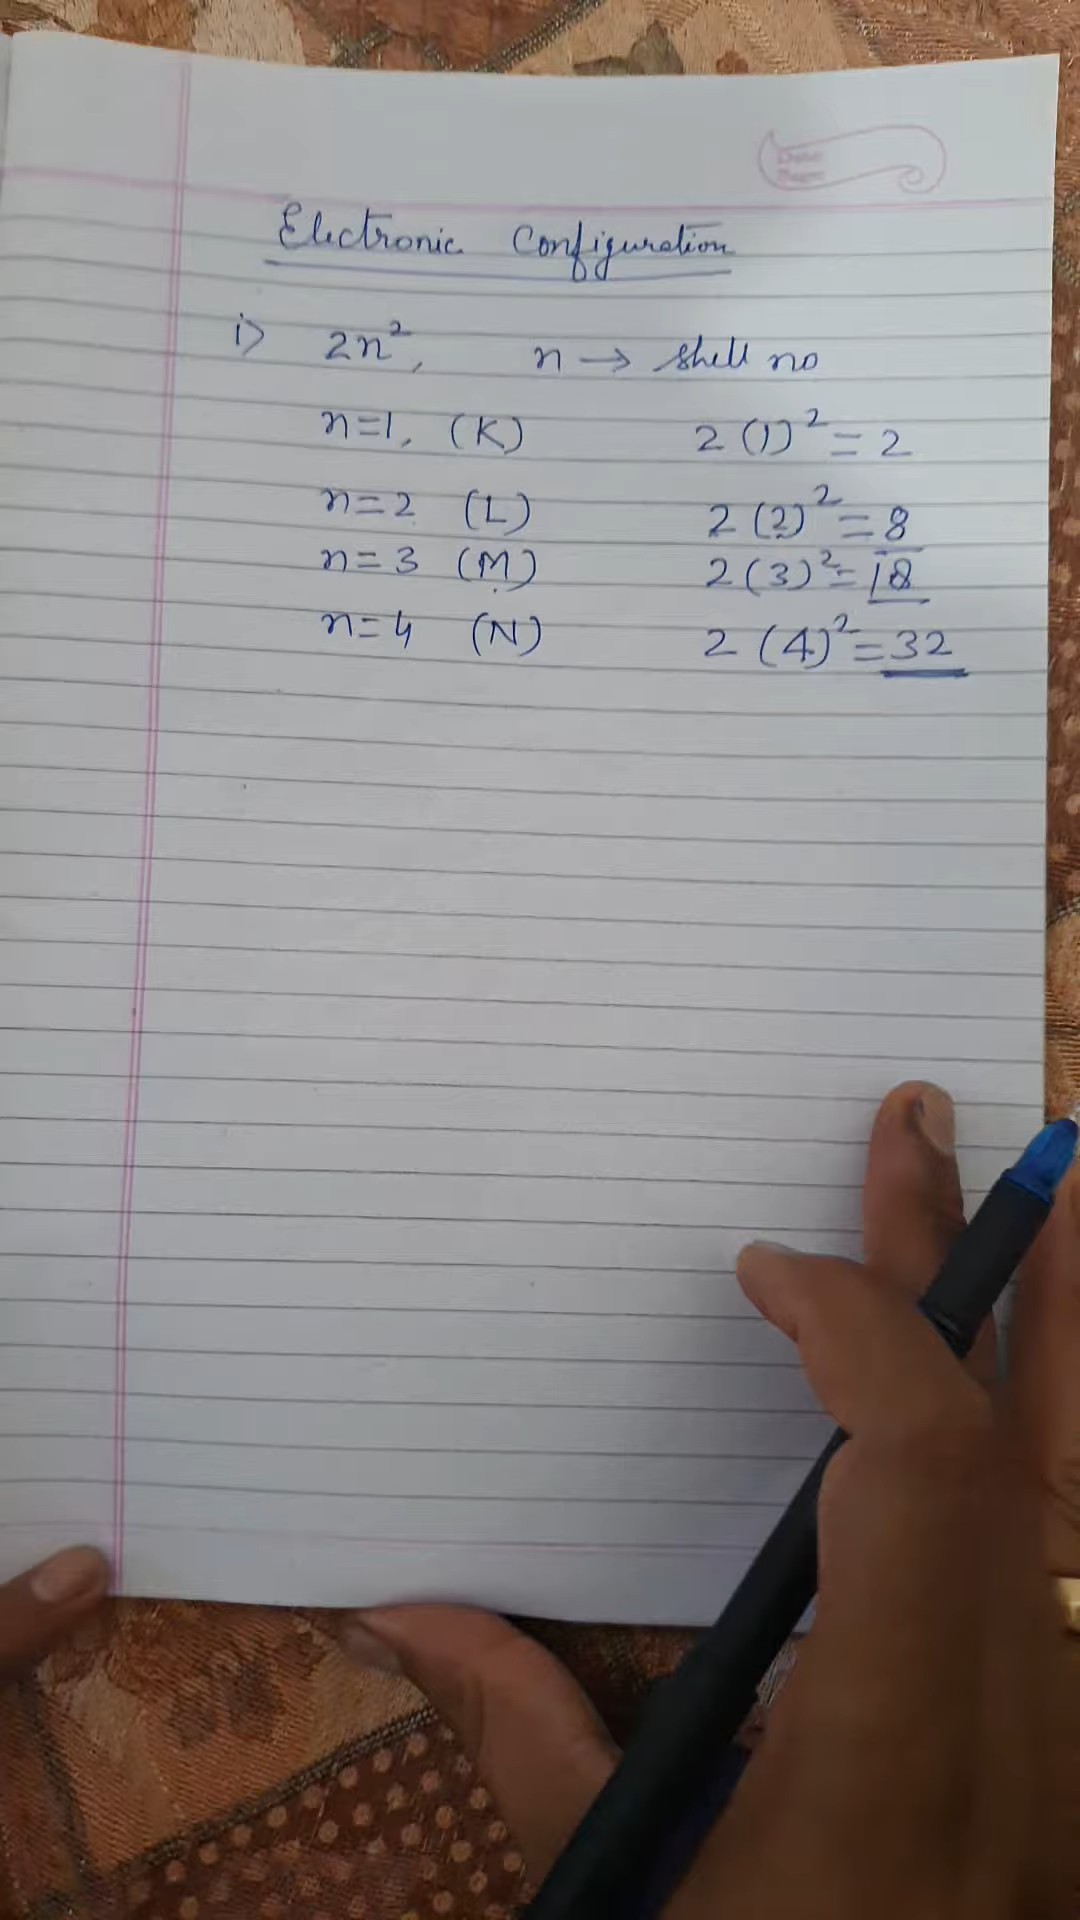 Electronic Configuration
i) 2n², n → shell no
n=1, (K) 2 (1)² = 2
n=2 (L) 2 (2)² = 8
n=3 (M) 2 (3)² = 18
n=4 (N) 2 (4)² = 32